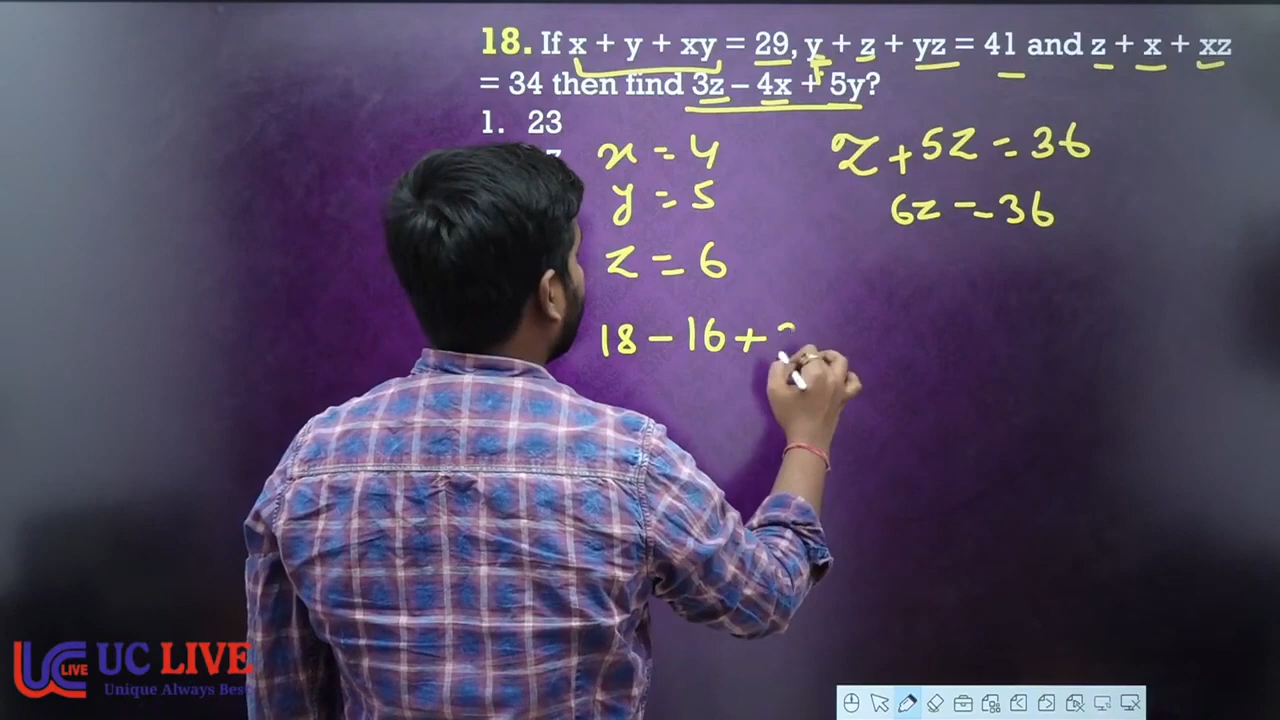 18. If x + y + xy = 29, y + z + yz = 41 and z + x + xz
= 34 then find 3z – 4x + 5y?
1. 23
x = 4
y = 5
z = 6
18 - 16 +
z + 5z = 36
6z = 36
UC LIVE
LIVE
Unique Always Best